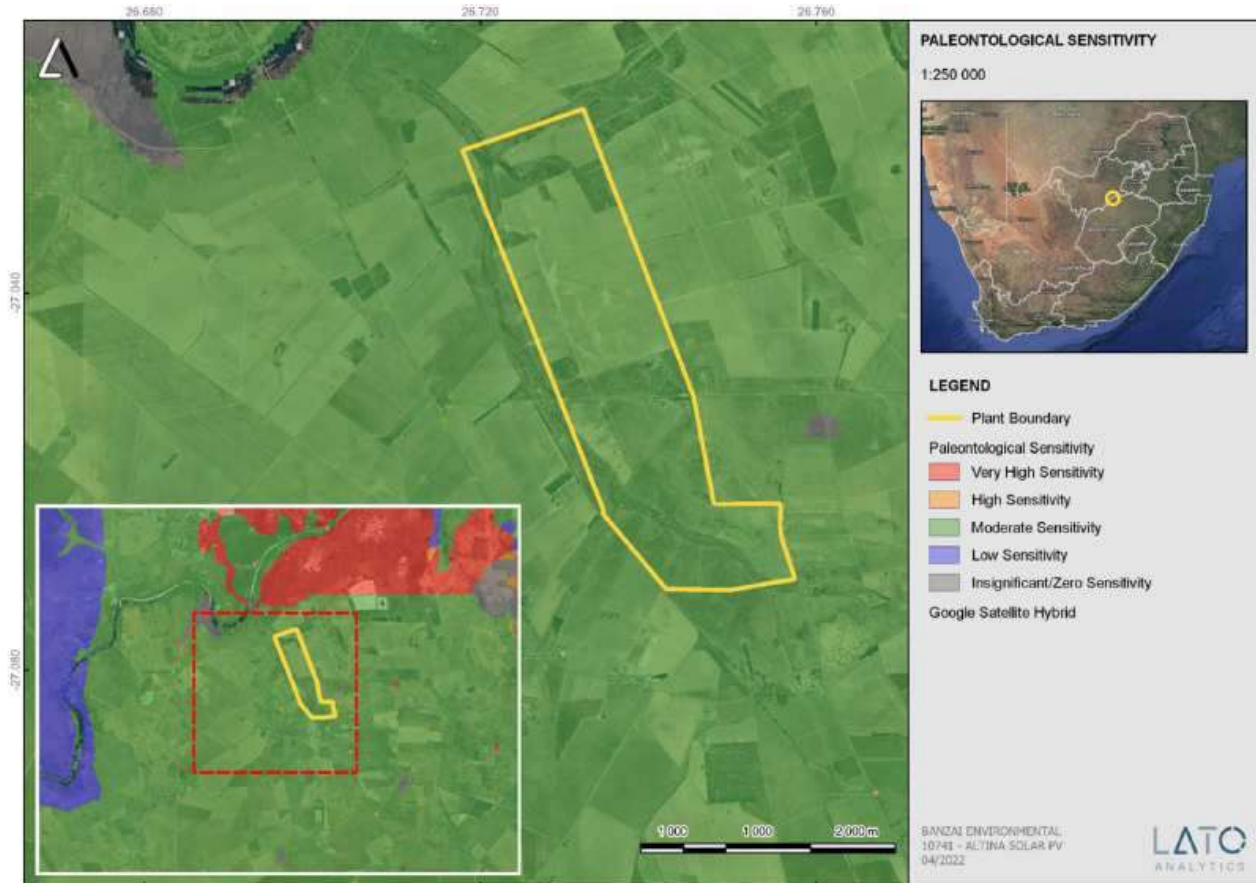 26.680
26.720
26.760
-27.040
-27.080
PALEONTOLOGICAL SENSITIVITY
1:250 000
LEGEND
Plant Boundary
Paleontological Sensitivity
Very High Sensitivity
High Sensitivity
Moderate Sensitivity
Low Sensitivity
Insignificant/Zero Sensitivity
Google Satellite Hybrid
1 000
1 000
2 000 m
BANZAI ENVIRONMENTAL
10741 - ALTINA SOLAR PV
04/2022
LATO
ANALYTICS